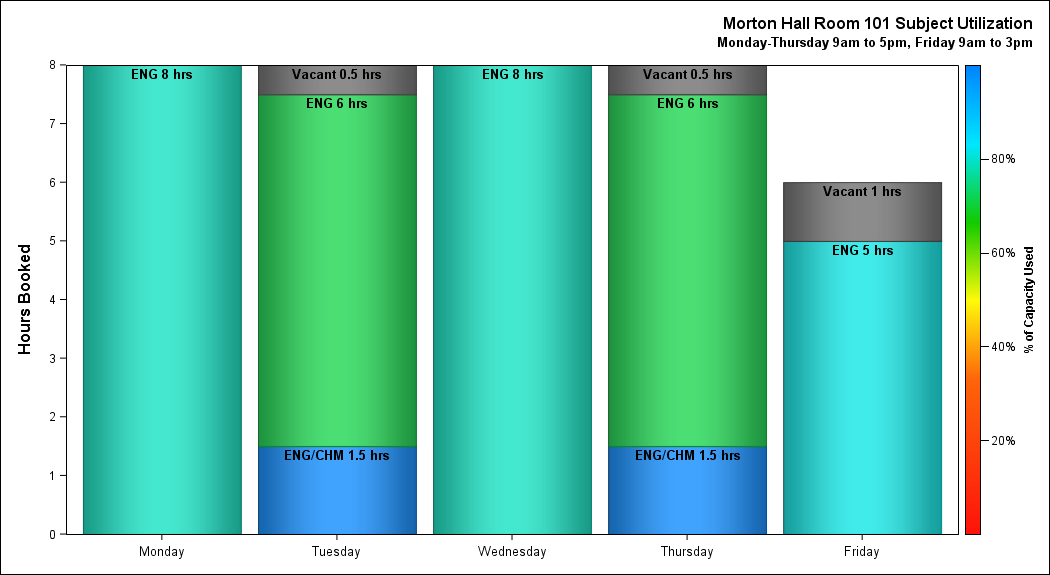 Morton Hall Room 101 Subject Utilization
Monday-Thursday 9am to 5pm, Friday 9am to 3pm
Hours Booked
8
7
6
5
4
3
2
1
0
ENG 8 hrs
Vacant 0.5 hrs
ENG 6 hrs
ENG/CHM 1.5 hrs
ENG 8 hrs
Vacant 0.5 hrs
ENG 6 hrs
ENG/CHM 1.5 hrs
Vacant 1 hrs
ENG 5 hrs
Monday
Tuesday
Wednesday
Thursday
Friday
80%
60%
40%
20%
% of Capacity Used